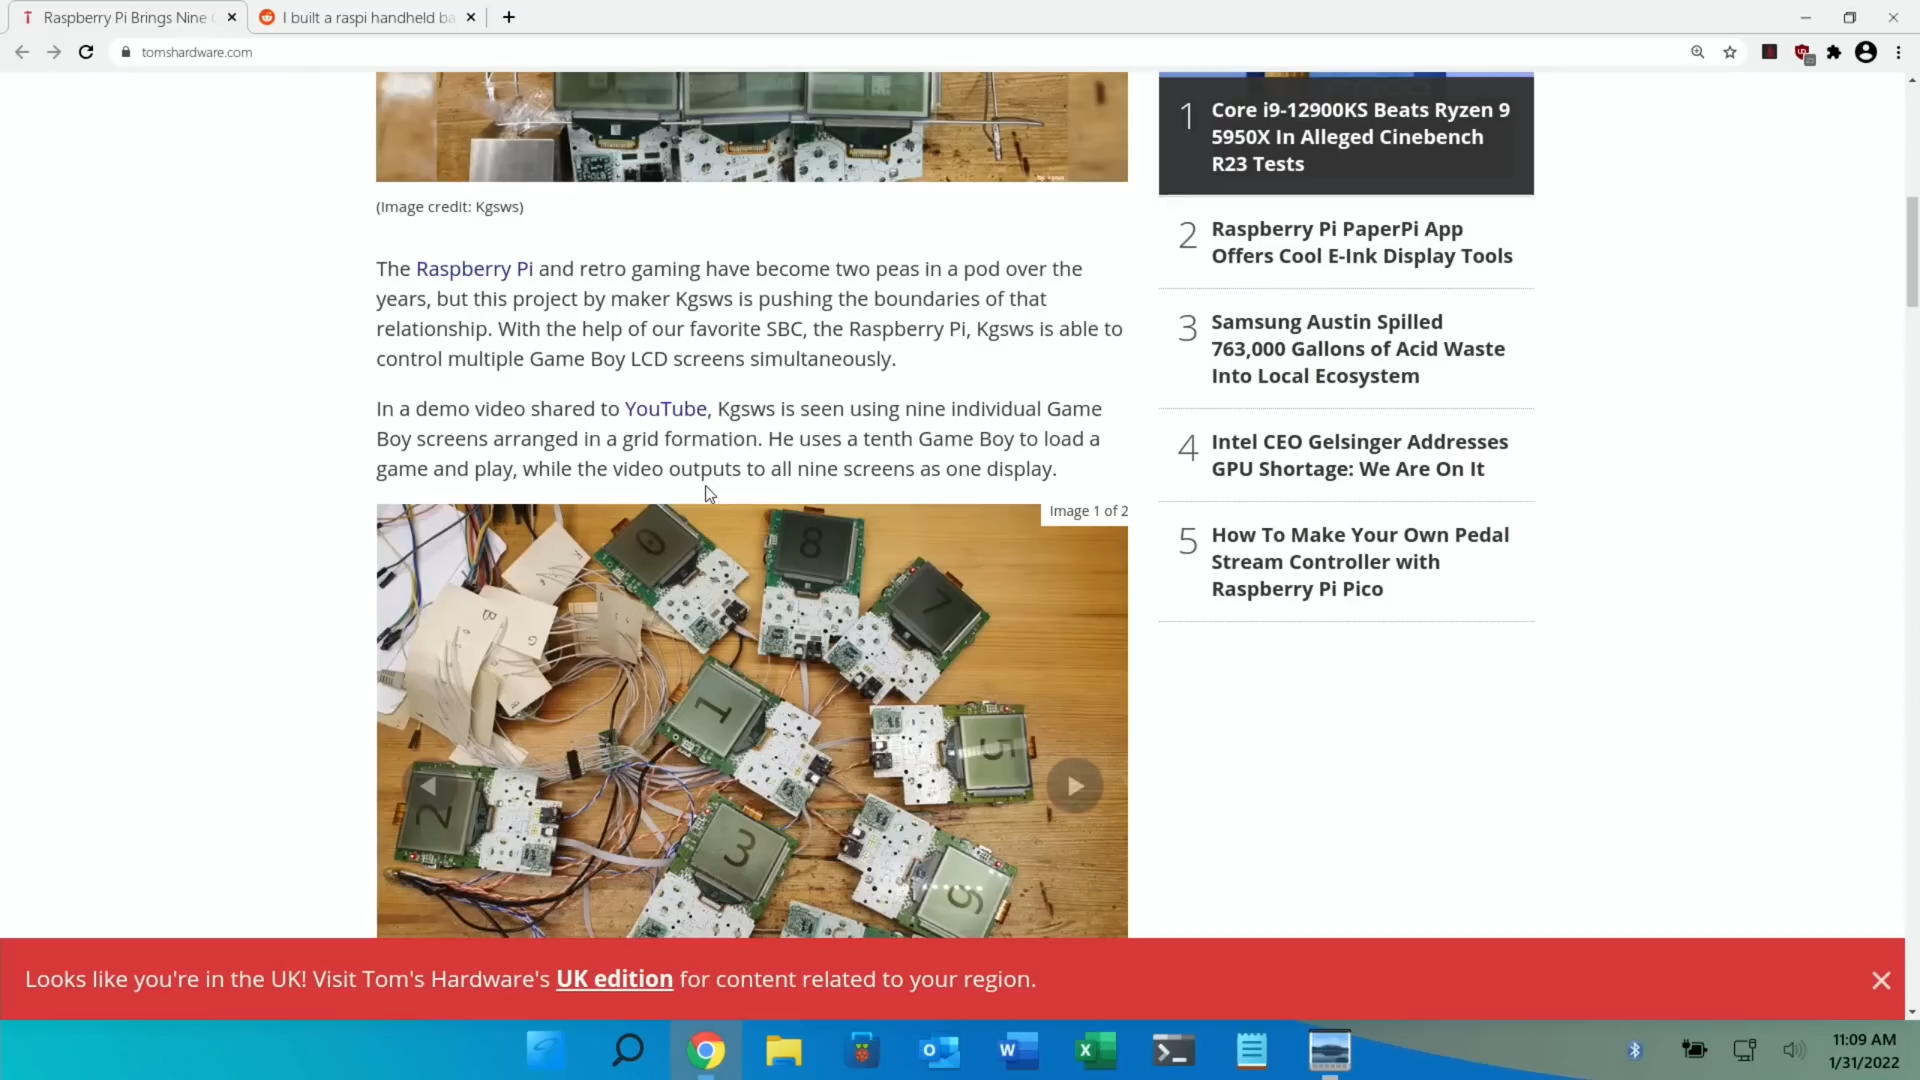 Raspberry Pi Brings Nine
I built a raspi handheld ba
tomshardware.com
(Image credit: Kgsws)
The Raspberry Pi and retro gaming have become two peas in a pod over the
years, but this project by maker Kgsws is pushing the boundaries of that
relationship. With the help of our favorite SBC, the Raspberry Pi, Kgsws is able to
control multiple Game Boy LCD screens simultaneously.
In a demo video shared to YouTube, Kgsws is seen using nine individual Game
Boy screens arranged in a grid formation. He uses a tenth Game Boy to load a
game and play, while the video outputs to all nine screens as one display.
Image 1 of 2
0
8
7
1
5
2
3
1
Core i9-12900KS Beats Ryzen 9
5950X In Alleged Cinebench
R23 Tests
2
Raspberry Pi PaperPi App
Offers Cool E-Ink Display Tools
3
Samsung Austin Spilled
763,000 Gallons of Acid Waste
Into Local Ecosystem
4
Intel CEO Gelsinger Addresses
GPU Shortage: We Are On It
5
How To Make Your Own Pedal
Stream Controller with
Raspberry Pi Pico
Looks like you're in the UK! Visit Tom's Hardware's UK edition for content related to your region.
11:09 AM
1/31/2022